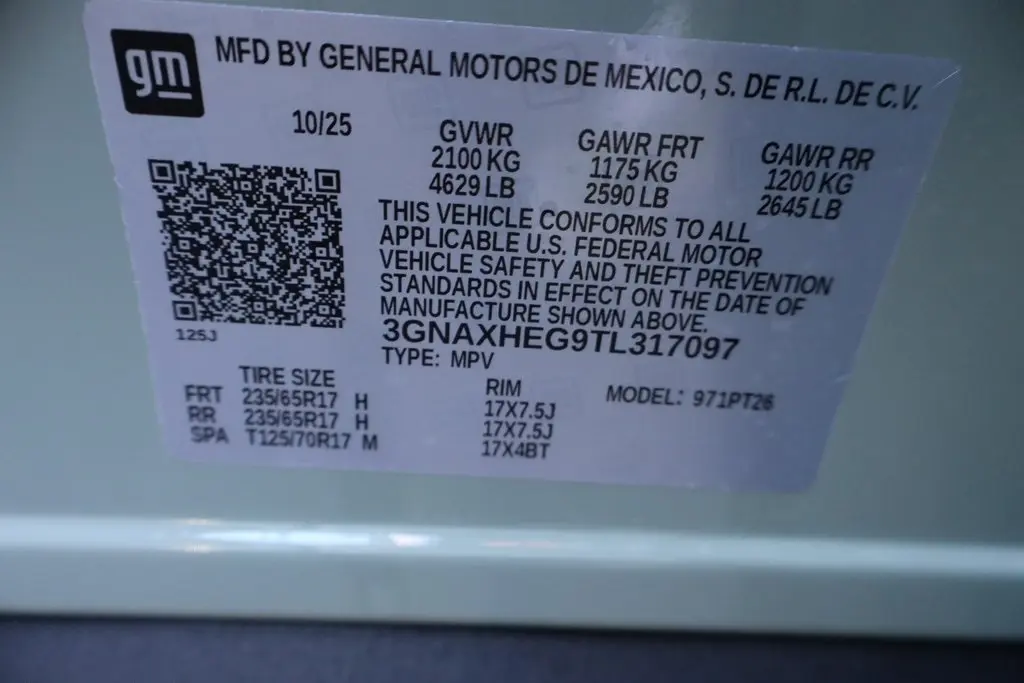 gm
MFD BY GENERAL MOTORS DE MEXICO, S. DE R.L. DE C.V.
10/25
GVWR GAWR FRT GAWR RR
2100 KG 1175 KG 1200 KG
4629 LB 2590 LB 2645 LB
THIS VEHICLE CONFORMS TO ALL
APPLICABLE U.S. FEDERAL MOTOR
VEHICLE SAFETY AND THEFT PREVENTION
STANDARDS IN EFFECT ON THE DATE OF
MANUFACTURE SHOWN ABOVE.
125J
3GNAXHEG9TL317097
TYPE: MPV
TIRE SIZE RIM MODEL: 971PT26
FRT 235/65R17 H 17X7.5J
RR 235/65R17 H 17X7.5J
SPA T125/70R17 M 17X4BT